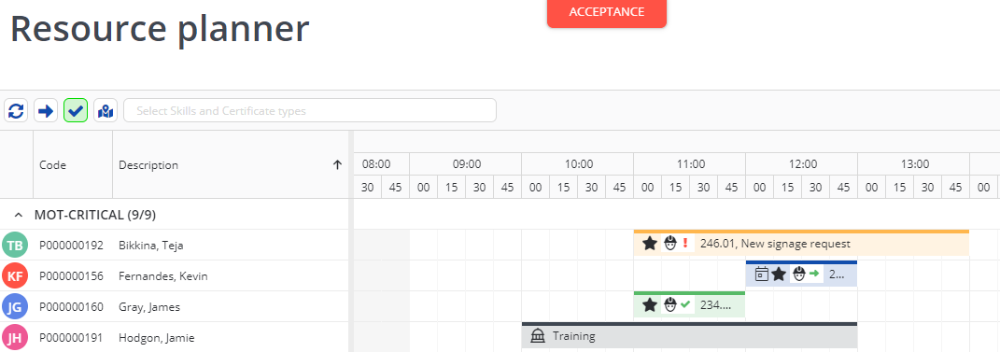 Resource planner
ACCEPTANCE
Select Skills and Certificate types
Code Description 08:00 09:00 10:00 11:00 12:00 13:00
30 45 00 15 30 45 00 15 30 45 00 15 30 45 00 15 30 45 00 15 30 45 00
MOT-CRITICAL (9/9)
TB P000000192 Bikkina, Teja 246.01, New signage request
KF P000000156 Fernandes, Kevin 2...
JG P000000160 Gray, James 234....
JH P000000191 Hodgon, Jamie Training